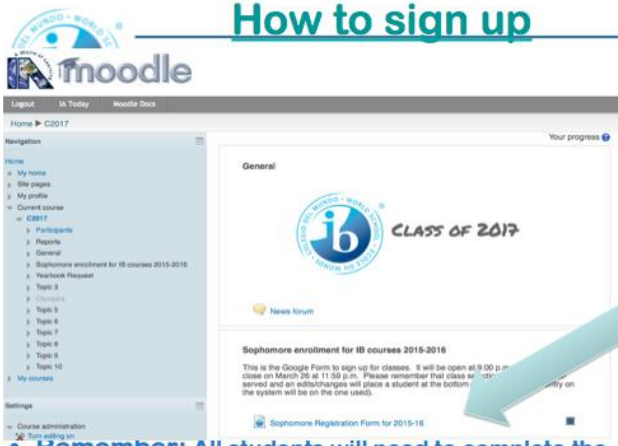 How to sign up
moodle
Logout IA Today Moodle Docs
Home ▶ C2017
Your progress
Navigation
Home
My home
Site pages
My profile
Current course
C2017
Participants
Reports
General
Sophomore enrollment for IB courses 2015-2016
Yearbook Request
Topic 3
Olympics
Topic 5
Topic 6
Topic 7
Topic 8
Topic 9
Topic 10
My courses
Settings
Course administration
Turn editing on
General
ib
CLASS OF 2017
News forum
Sophomore enrollment for IB courses 2015-2016
This is the Google Form to sign up for classes. It will be open at 9:00 p.m.
close on March 26 at 11:59 p.m. Please remember that class
served and an edits/changes will place a student at the bottom
the system will be on the one used).
Sophomore Registration Form for 2015-16
• Remember: All students will need to complete the